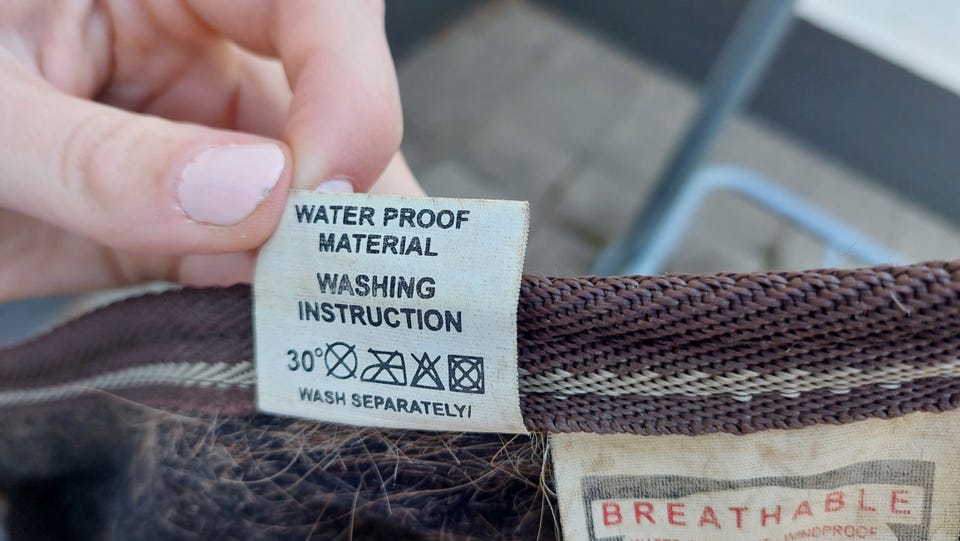 WATER PROOF
MATERIAL
WASHING
INSTRUCTION
30°
WASH SEPARATELY!
BREATHABLE
WINDPROOF